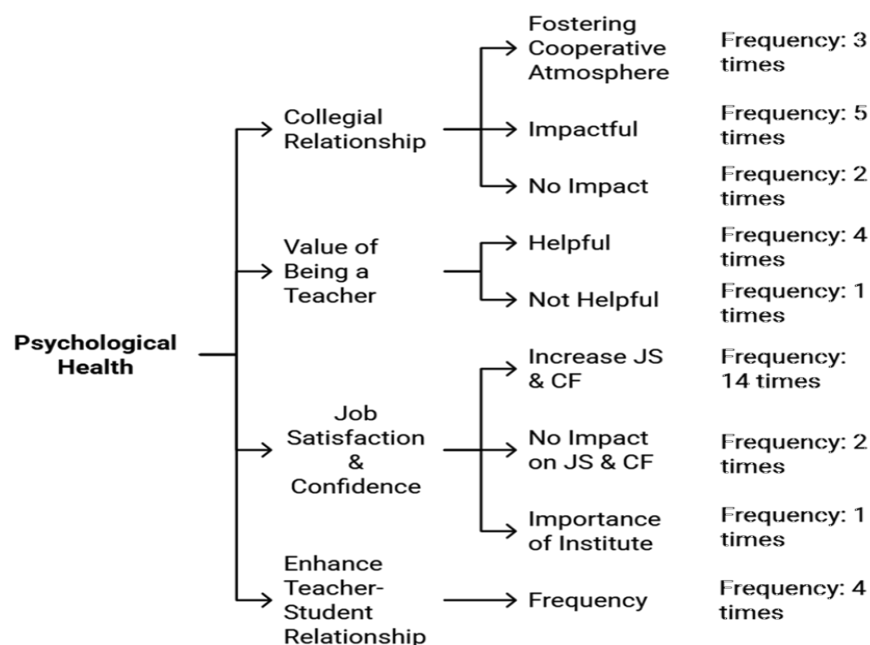 Fostering
Cooperative
Atmosphere
Frequency: 3
times
Collegial
Relationship
Impactful
Frequency: 5
times
No Impact
Frequency: 2
times
Value of
Being a
Teacher
Helpful
Frequency: 4
times
Not Helpful
Frequency: 1
times
Psychological
Health
Increase JS
& CF
Frequency:
14 times
Job
Satisfaction
&
Confidence
No Impact
on JS & CF
Frequency: 2
times
Importance
of Institute
Frequency: 1
times
Enhance
Teacher-
Student
Relationship
Frequency
Frequency: 4
times